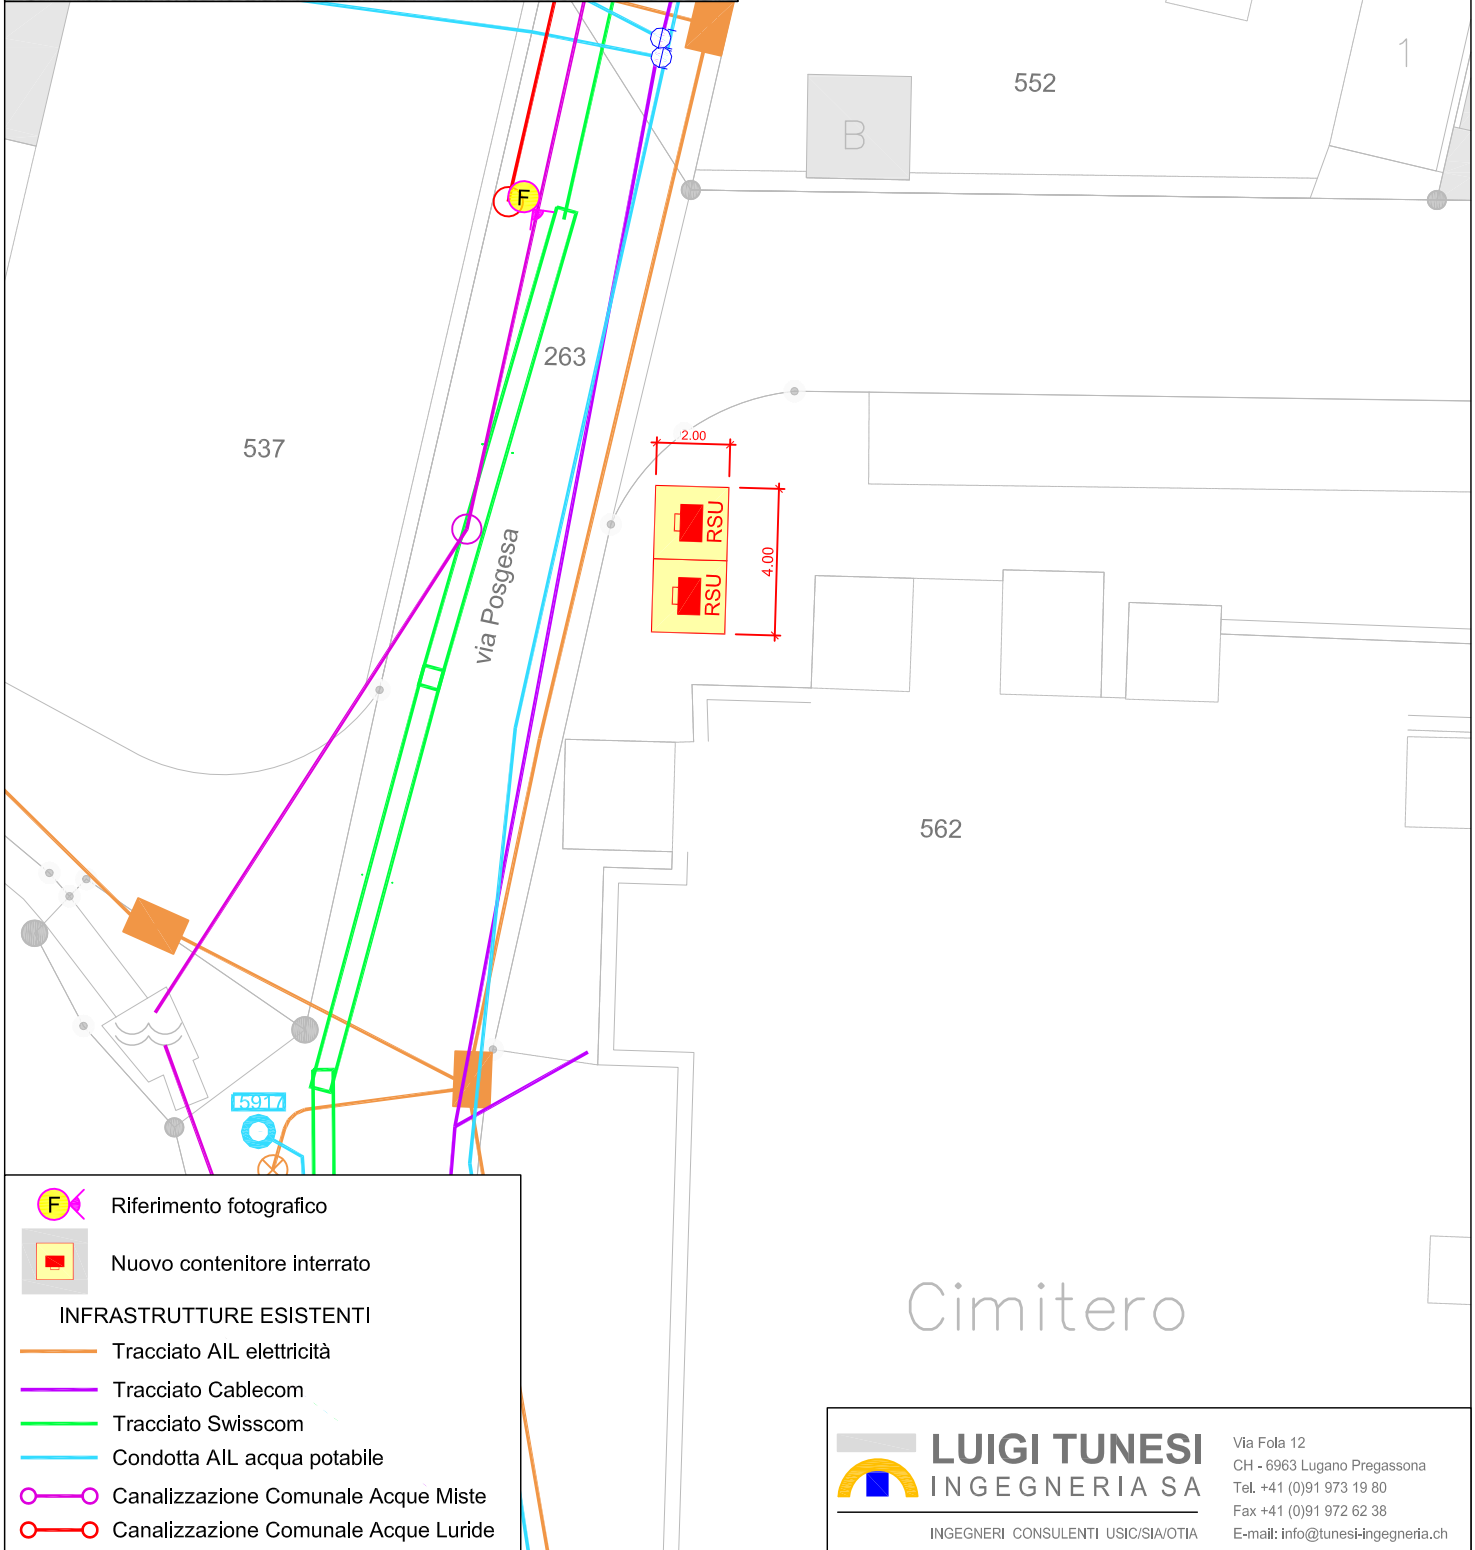 552
1
B
F
263
537
2.00
RSU
4.00
RSU
via Posgesa
562
5917
F Riferimento fotografico
Nuovo contenitore interrato
INFRASTRUTTURE ESISTENTI
Tracciato AIL elettricità
Tracciato Cablecom
Tracciato Swisscom
Condotta AIL acqua potabile
Canalizzazione Comunale Acque Miste
Canalizzazione Comunale Acque Luride
Cimitero
LUIGI TUNESI
INGEGNERIA SA
INGEGNERI CONSULENTI USIC/SIA/OTIA
Via Fola 12
CH - 6963 Lugano Pregassona
Tel. +41 (0)91 973 19 80
Fax +41 (0)91 972 62 38
E-mail: info@tunesi-ingegneria.ch